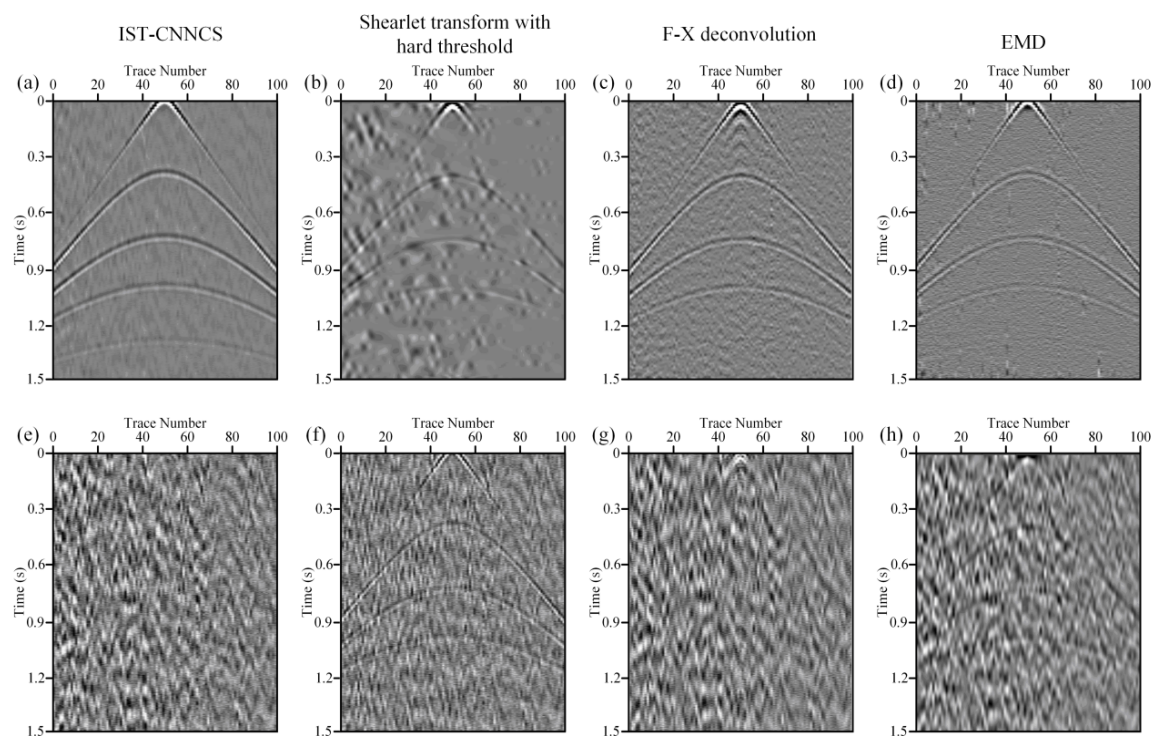 IST-CNNCS
Shearlet transform with
hard threshold
F-X deconvolution
EMD
(a) Trace Number
0 20 40 60 80 100
Time (s)
0
0.3
0.6
0.9
1.2
1.5
(b) Trace Number
0 20 40 60 80 100
Time (s)
0
0.3
0.6
0.9
1.2
1.5
(c) Trace Number
0 20 40 60 80 100
Time (s)
0
0.3
0.6
0.9
1.2
1.5
(d) Trace Number
0 20 40 60 80 100
Time (s)
0
0.3
0.6
0.9
1.2
1.5
(e) Trace Number
0 20 40 60 80 100
Time (s)
0
0.3
0.6
0.9
1.2
1.5
(f) Trace Number
0 20 40 60 80 100
Time (s)
0
0.3
0.6
0.9
1.2
1.5
(g) Trace Number
0 20 40 60 80 100
Time (s)
0
0.3
0.6
0.9
1.2
1.5
(h) Trace Number
0 20 40 60 80 100
Time (s)
0
0.3
0.6
0.9
1.2
1.5